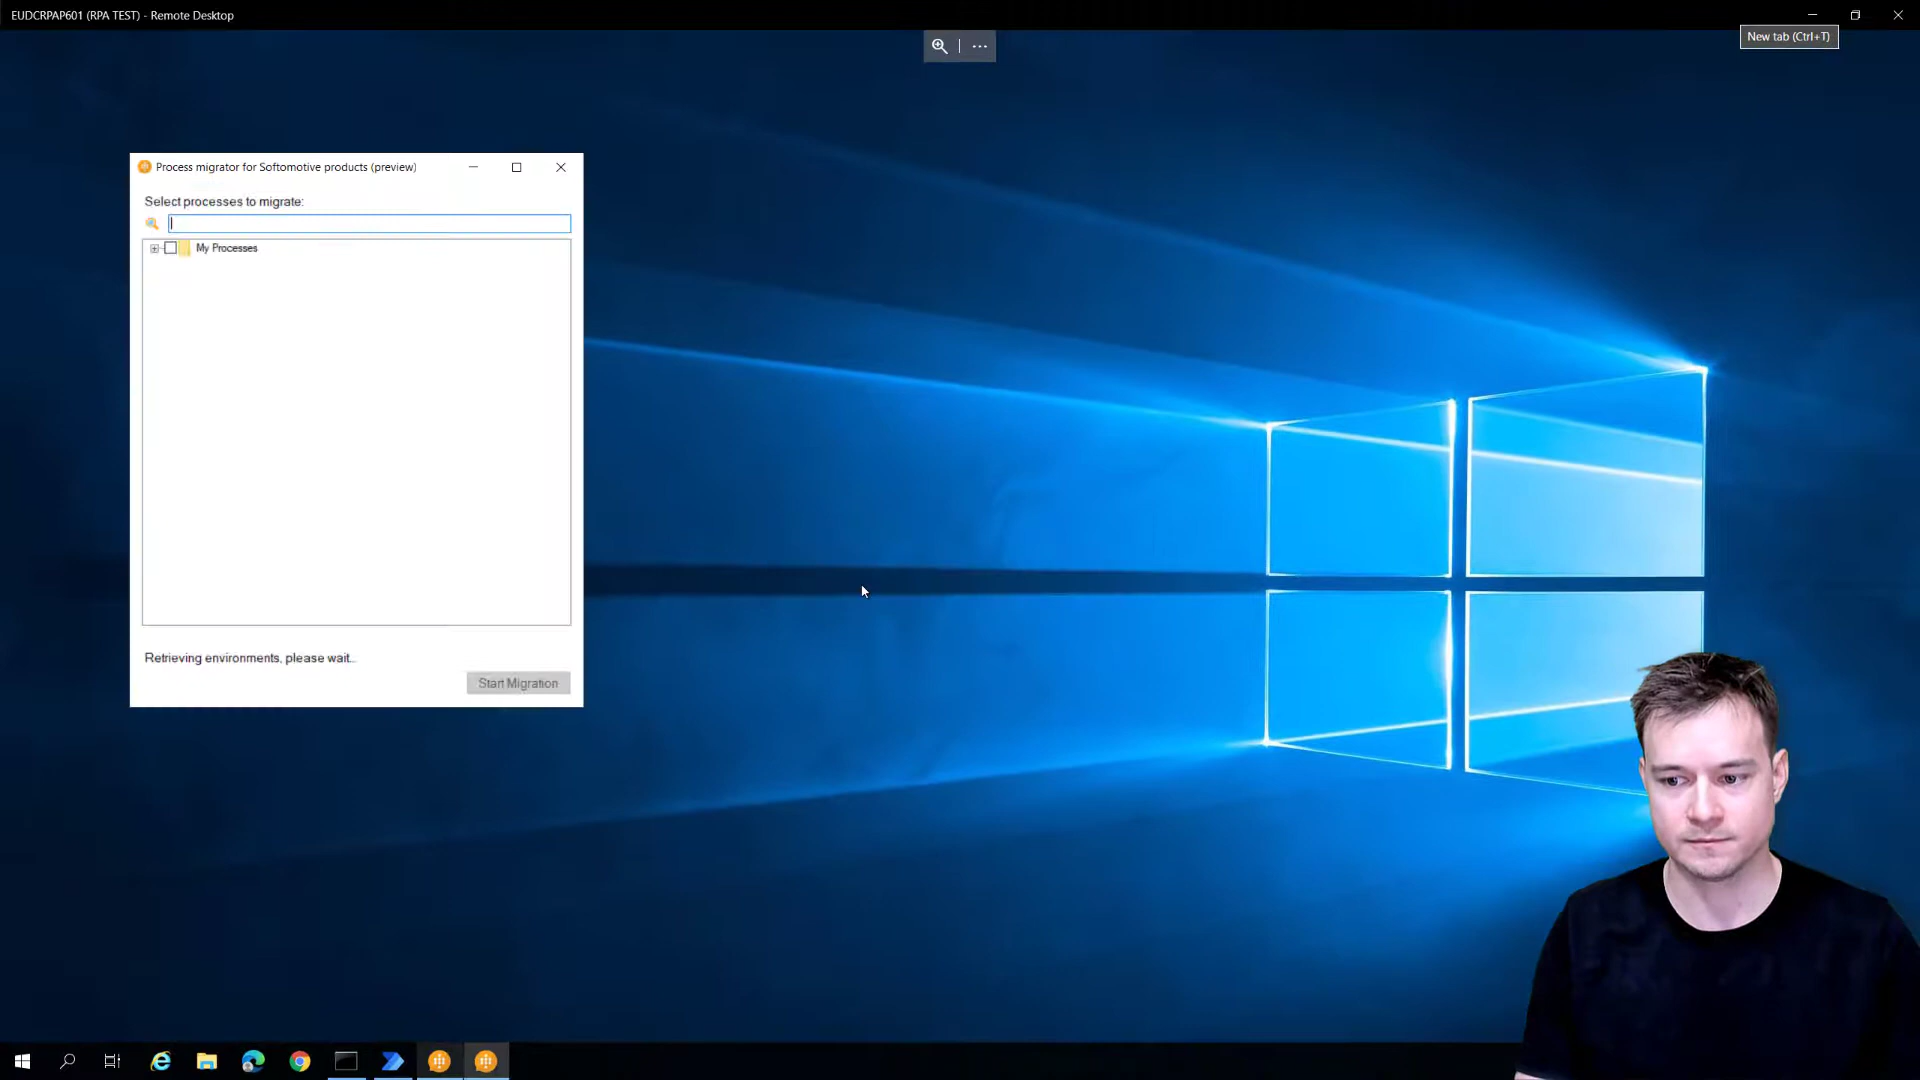 EUDCRPAP601 (RPA TEST) - Remote Desktop
New tab (Ctrl+T)
Process migrator for Softomotive products (preview)
Select processes to migrate:
My Processes
Retrieving environments, please wait...
Start Migration